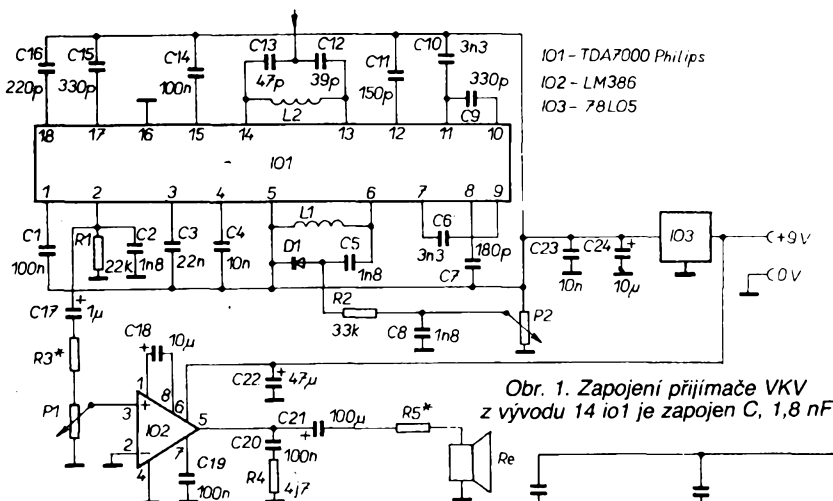 C16
220p
C15
330p
C14
100n
C13
47p
C12
39p
L2
C11
150p
C10
3n3
330p
C9
IO1-TDA7000 Philips
IO2-LM386
IO3-78L05
18
17
16
15
14
13
12
11
10
IO1
1
2
3
4
5
6
7
8
9
C1
100n
R1
22k
C2
1n8
C3
22n
C4
10n
L1
D1
C5
1n8
C6
3n3
180p
C7
R2
33k
C8
1n8
P2
C23
10n
C24
+
10µ
IO3
+9V
0V
C17
+
1µ
R3*
P1
C18
10µ
+
1
8
6
3
+
IO2
5
2
-
7
4
C19
100n
C22
+
47µ
C21
100µ
+
C20
100n
R4
4j7
R5*
Re
Obr. 1. Zapojení přijímače VKV
z vývodu 14 io1 je zapojen C, 1,8 nF